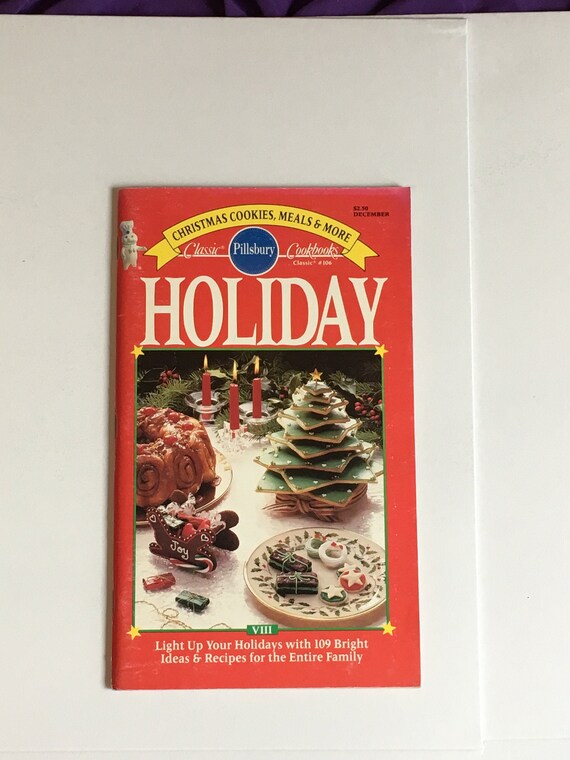 CHRISTMAS COOKIES, MEALS & MORE
$2.50
DECEMBER
Classic® Pillsbury Cookbooks
Classic® #106
HOLIDAY
Joy
VIII
Light Up Your Holidays with 109 Bright
Ideas & Recipes for the Entire Family